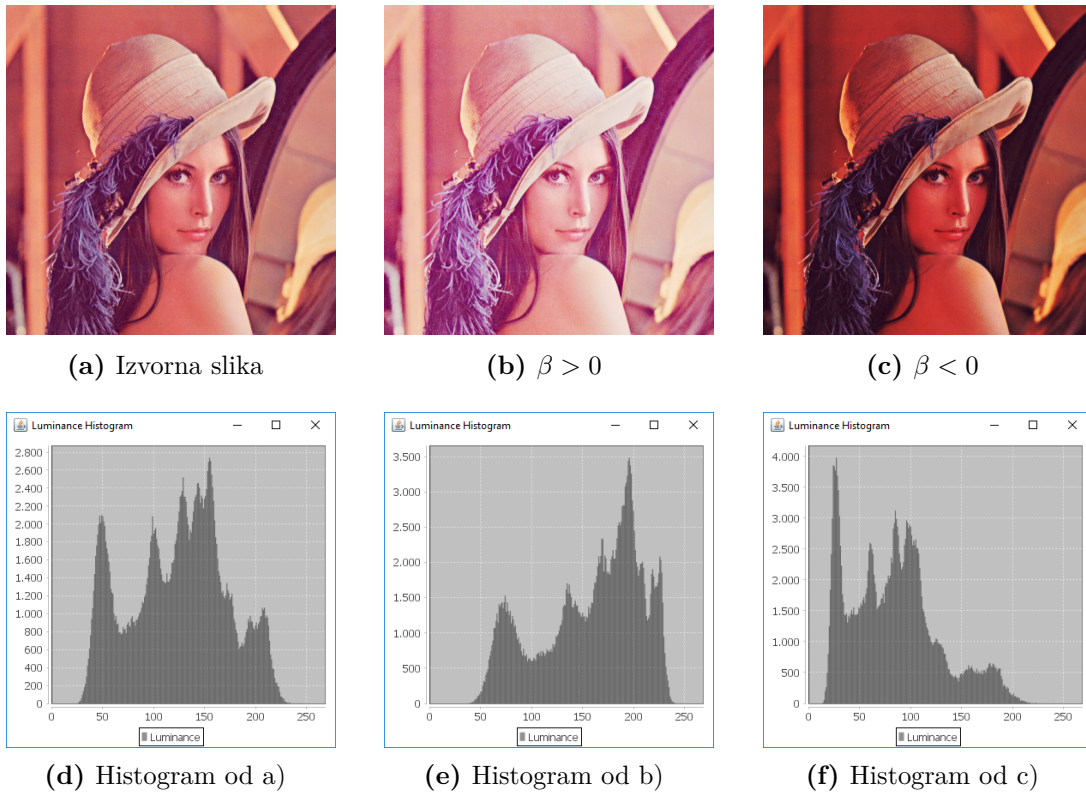 (a) Izvorna slika
(b) β > 0
(c) β < 0
Luminance Histogram
2.800
2.600
2.400
2.200
2.000
1.800
1.600
1.400
1.200
1.000
800
600
400
200
0
0 50 100 150 200 250
Luminance
Luminance Histogram
3.500
3.000
2.500
2.000
1.500
1.000
500
0
0 50 100 150 200 250
Luminance
Luminance Histogram
4.000
3.500
3.000
2.500
2.000
1.500
1.000
500
0
0 50 100 150 200 250
Luminance
(d) Histogram od a)
(e) Histogram od b)
(f) Histogram od c)